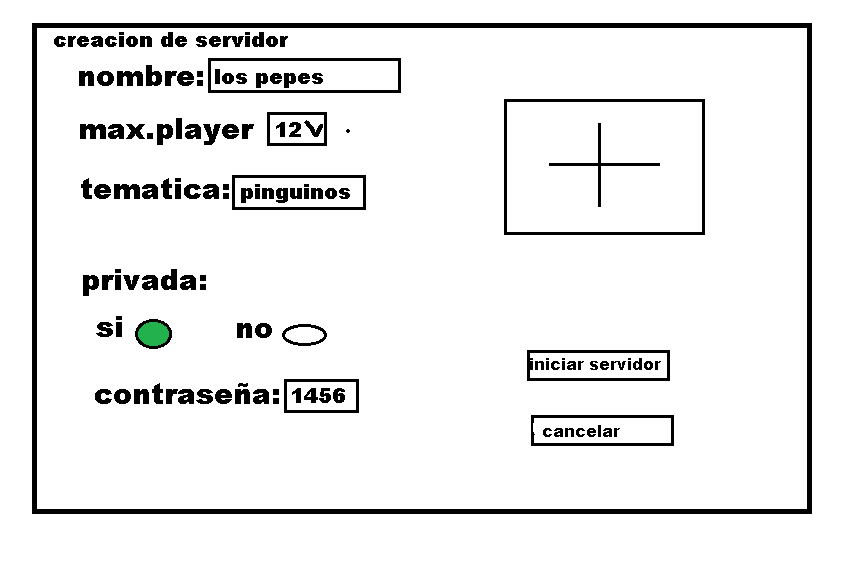 creacion de servidor
nombre: los pepes
max.player 12
tematica: pinguinos
privada:
si no
contraseña: 1456
iniciar servidor
cancelar